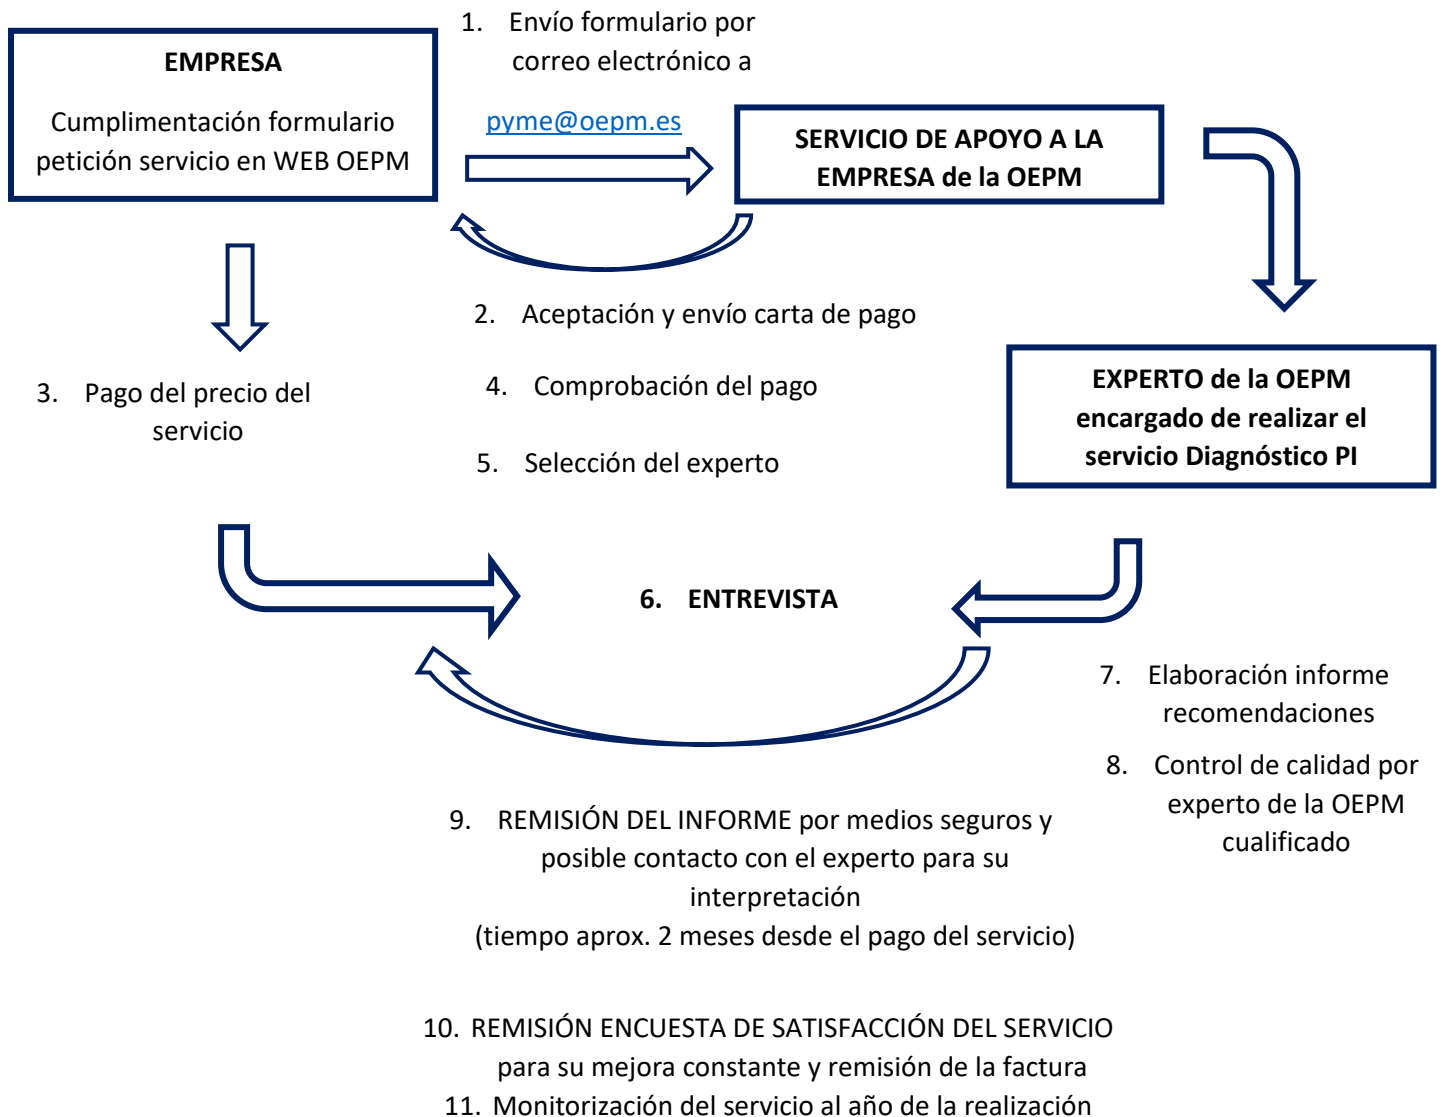 1. Envío formulario por
correo electrónico a
pyme@oepm.es
EMPRESA
Cumplimentación formulario
petición servicio en WEB OEPM
SERVICIO DE APOYO A LA
EMPRESA de la OEPM
2. Aceptación y envío carta de pago
3. Pago del precio del
servicio
4. Comprobación del pago
5. Selección del experto
EXPERTO de la OEPM
encargado de realizar el
servicio Diagnóstico PI
6. ENTREVISTA
7. Elaboración informe
recomendaciones
8. Control de calidad por
experto de la OEPM
cualificado
9. REMISIÓN DEL INFORME por medios seguros y
posible contacto con el experto para su
interpretación
(tiempo aprox. 2 meses desde el pago del servicio)
10. REMISIÓN ENCUESTA DE SATISFACCIÓN DEL SERVICIO
para su mejora constante y remisión de la factura
11. Monitorización del servicio al año de la realización